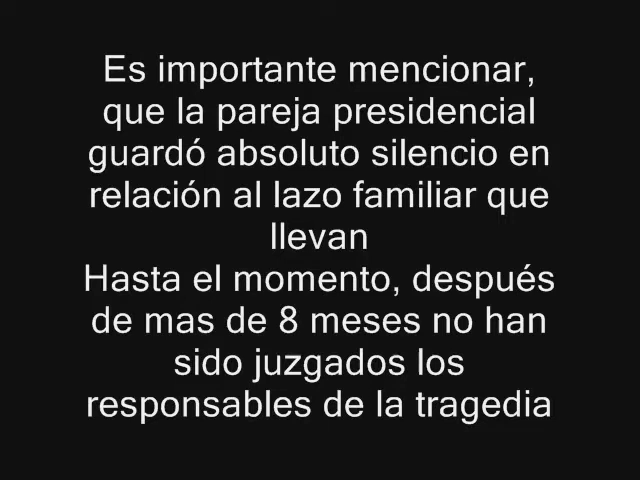 Es importante mencionar,
que la pareja presidencial
guardó absoluto silencio en
relación al lazo familiar que
llevan
Hasta el momento, después
de mas de 8 meses no han
sido juzgados los
responsables de la tragedia